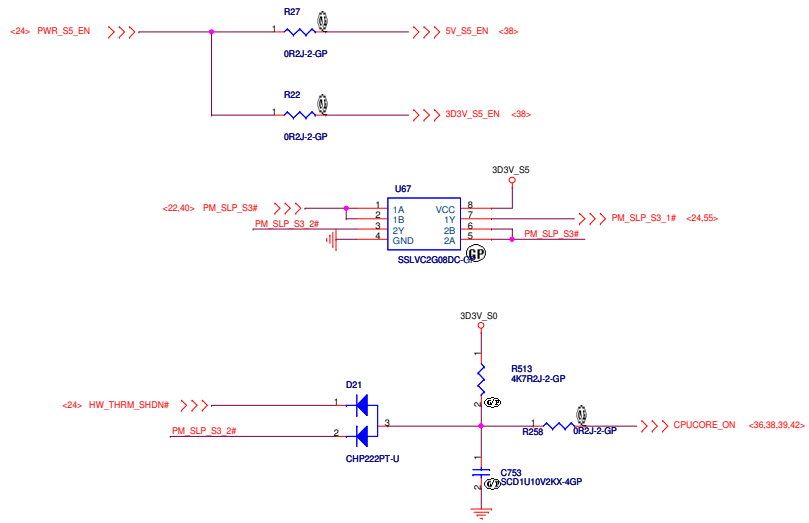 R27
<24> PWR_S5_EN
1
5V_S5_EN <38>
0R2J-2-GP
R22
1
3D3V_S5_EN <38>
0R2J-2-GP
3D3V_S5
U67
<22,40> PM_SLP_S3#
1 1A VCC 8
2 1B 1Y 7
PM_SLP_S3_1# <24,55>
PM_SLP_S3_2#
3 2Y 2B 6
4 GND 2A 5
PM_SLP_S3#
GP
SSLVC2G08DC-GP
3D3V_S0
1
R513
4K7R2J-2-GP
2
D21
<24> HW_THRM_SHDN#
1
3
PM_SLP_S3_2#
2
CHP222PT-U
1
R258
0R2J-2-GP
CPUCORE_ON <36,38,39,42>
1
C753
SCD1U10V2KX-4GP
2